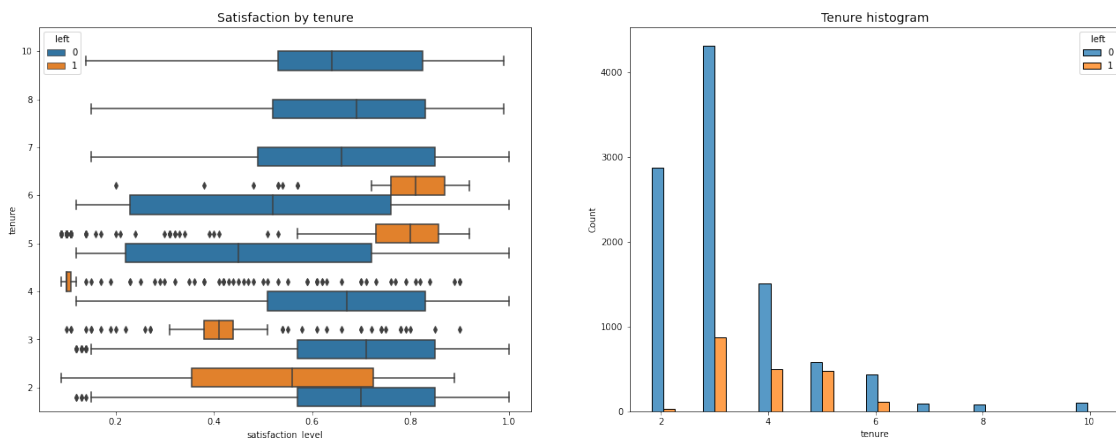 Satisfaction by tenure
left
0
1
10
8
7
6
5
4
3
2
tenure
0.2 0.4 0.6 0.8 1.0
satisfaction_level
Tenure histogram
left
0
1
4000
3000
2000
1000
0
Count
2 4 6 8 10
tenure